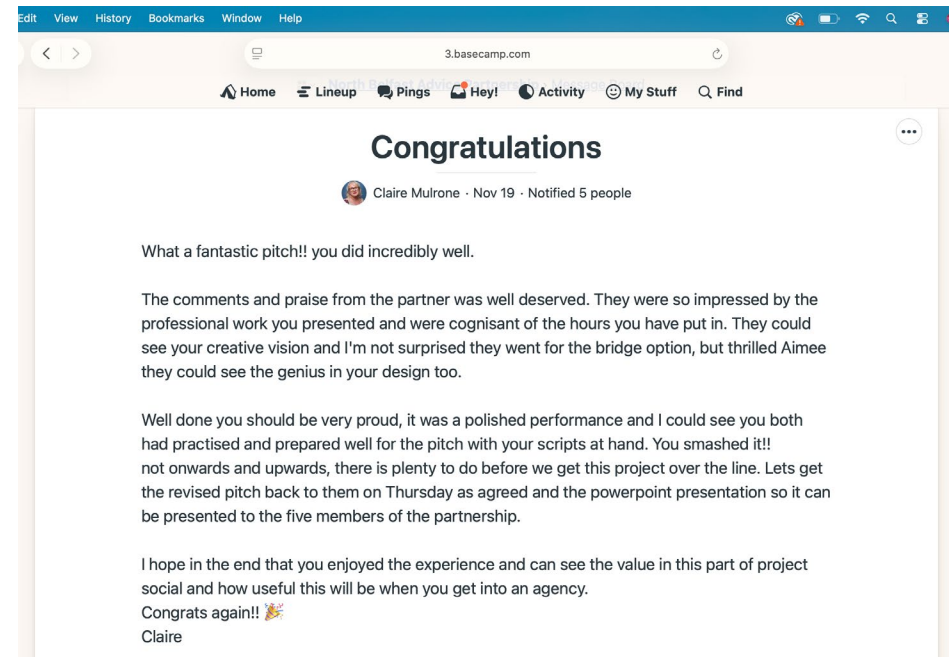 Edit View History Bookmarks Window Help
3.basecamp.com
North Belfast Advice Partnership · Message Board
Home Lineup Pings Hey! Activity My Stuff Find
Congratulations
Claire Mulrone · Nov 19 · Notified 5 people
What a fantastic pitch!! you did incredibly well.
The comments and praise from the partner was well deserved. They were so impressed by the
professional work you presented and were cognisant of the hours you have put in. They could
see your creative vision and I'm not surprised they went for the bridge option, but thrilled Aimee
they could see the genius in your design too.
Well done you should be very proud, it was a polished performance and I could see you both
had practised and prepared well for the pitch with your scripts at hand. You smashed it!!
not onwards and upwards, there is plenty to do before we get this project over the line. Lets get
the revised pitch back to them on Thursday as agreed and the powerpoint presentation so it can
be presented to the five members of the partnership.
I hope in the end that you enjoyed the experience and can see the value in this part of project
social and how useful this will be when you get into an agency.
Congrats again!! 🎉
Claire